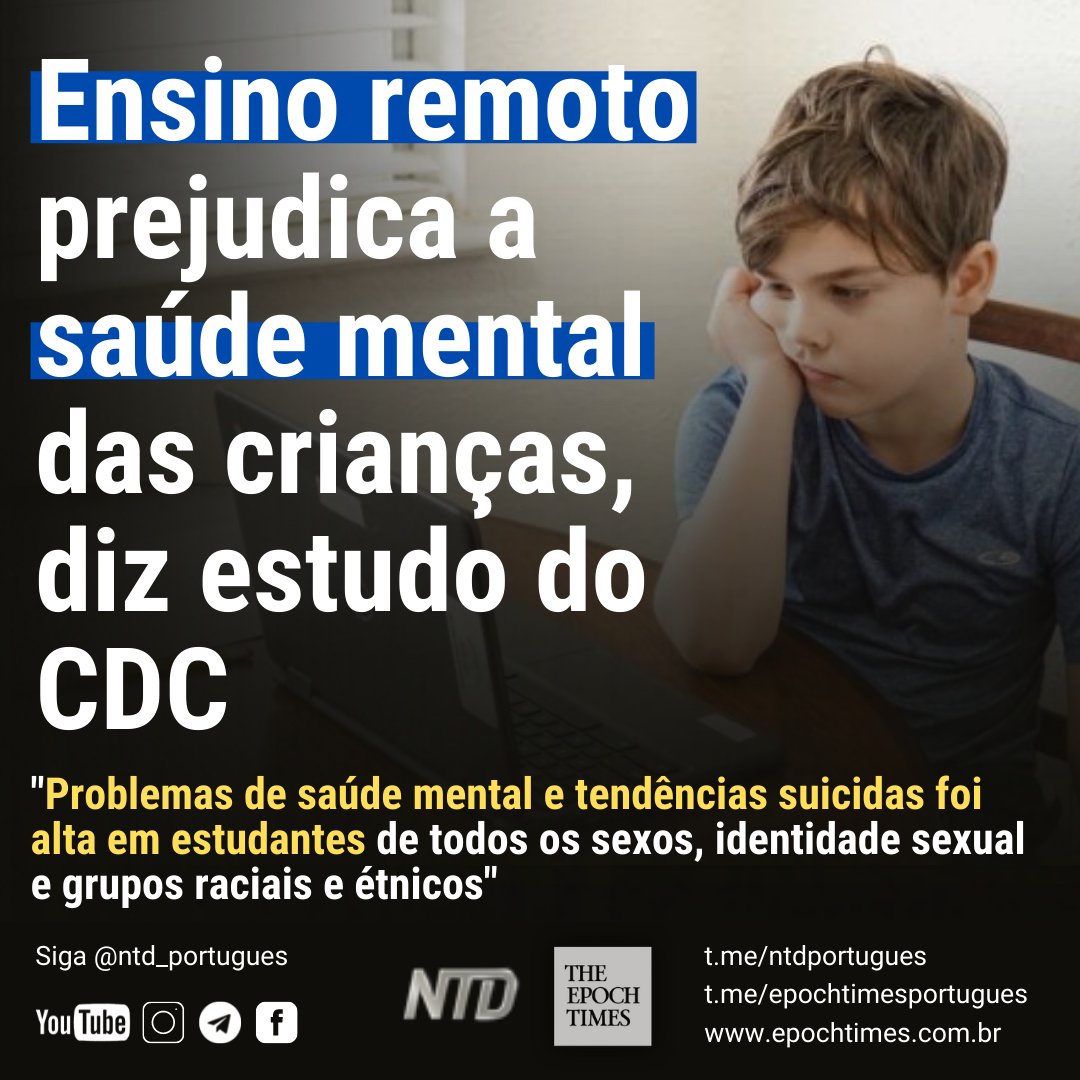 Ensino remoto
prejudica a
saúde mental
das crianças,
diz estudo do
CDC
"Problemas de saúde mental e tendências suicidas foi
alta em estudantes de todos os sexos, identidade sexual
e grupos raciais e étnicos"
Siga @ntd_portugues
YouTube
NTD
THE
EPOCH
TIMES
t.me/ntdportugues
t.me/epochtimesportugues
www.epochtimes.com.br